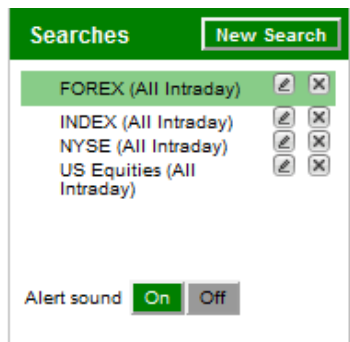 Searches New Search
FOREX (All Intraday)
INDEX (All Intraday)
NYSE (All Intraday)
US Equities (All
Intraday)
Alert sound On Off